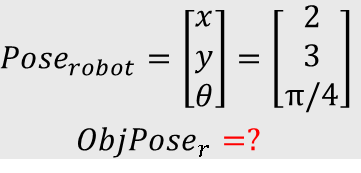 Pose_robot = [x y θ] = [2 3 π/4]
ObjPose_r =?